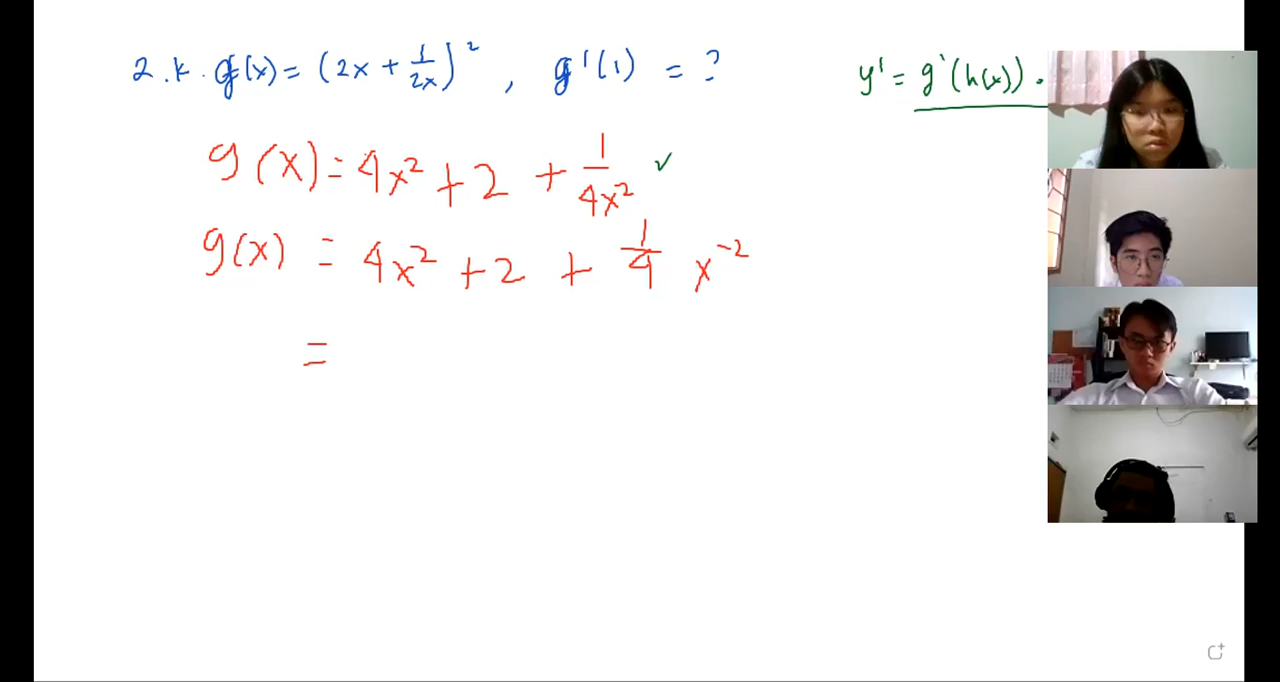 2.k. g(x) = (2x + 1/2x)², g'(1) = ?
y' = g'(h(x)) ·
g(x) = 4x² + 2 + 1/4x² ✓
g(x) = 4x² + 2 + 1/4 x⁻²
=